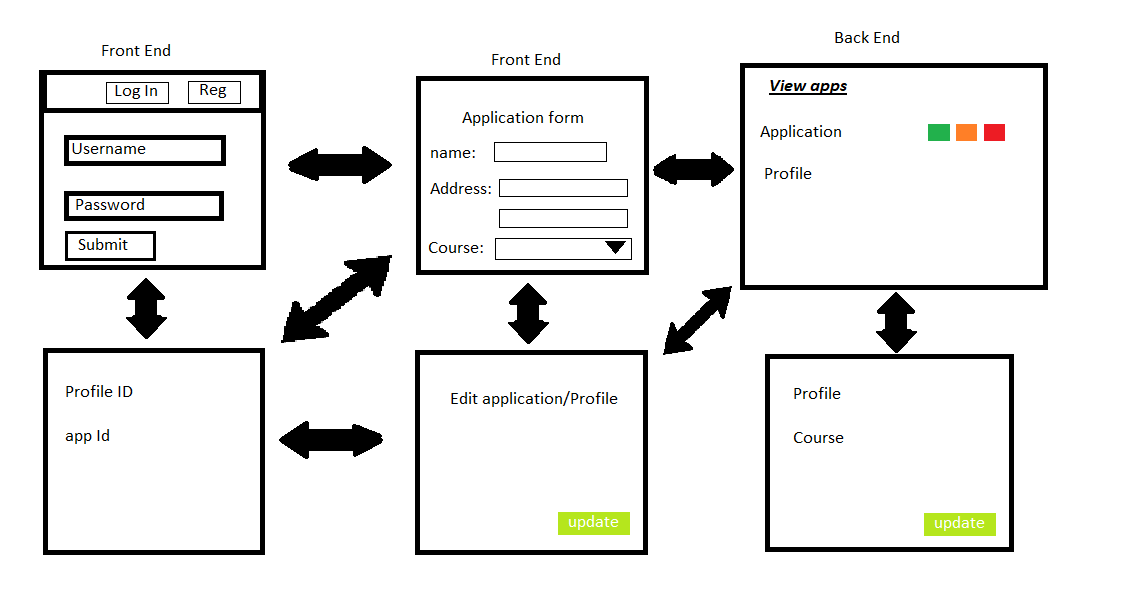 Front End
Log In
Reg
Username
Password
Submit
Front End
Application form
name:
Address:
Course:
Back End
View apps
Application
Profile
Profile ID
app Id
Edit application/Profile
update
Profile
Course
update